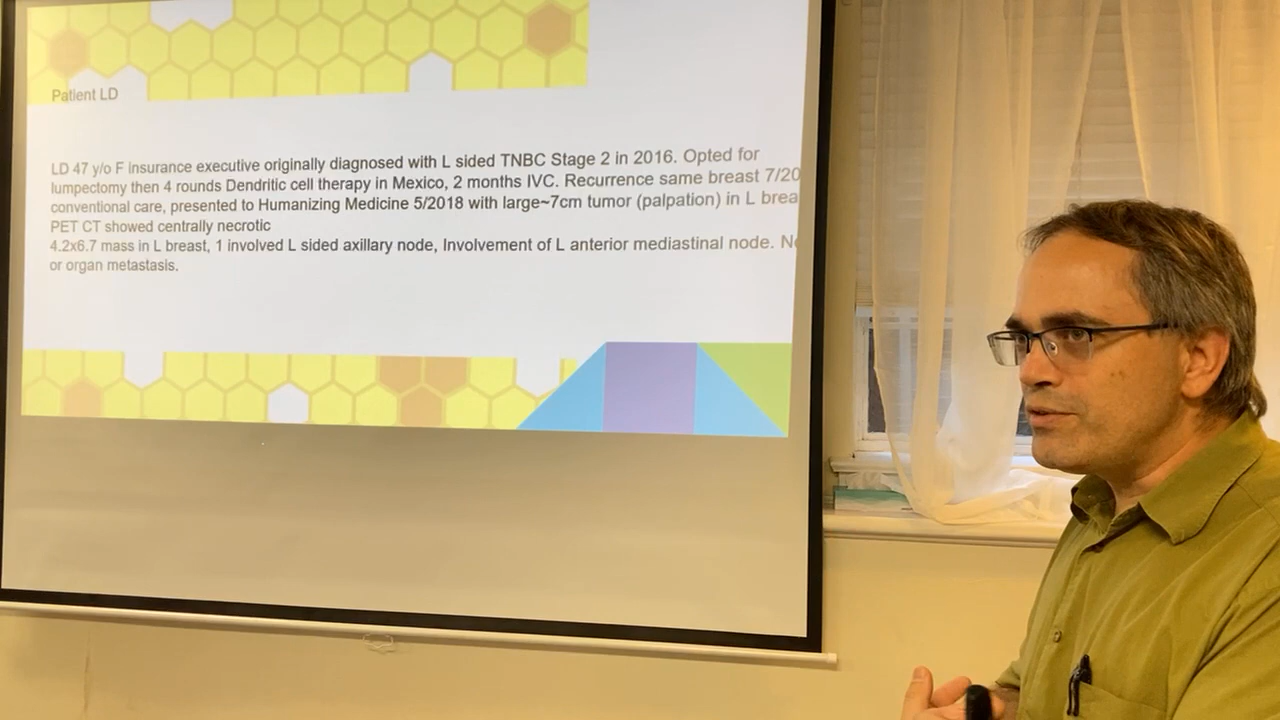 Patient LD
LD 47 y/o F insurance executive originally diagnosed with L sided TNBC Stage 2 in 2016. Opted for
lumpectomy then 4 rounds Dendritic cell therapy in Mexico, 2 months IVC. Recurrence same breast 7/20
conventional care, presented to Humanizing Medicine 5/2018 with large~7cm tumor (palpation) in L brea
PET CT showed centrally necrotic
4.2x6.7 mass in L breast, 1 involved L sided axillary node, Involvement of L anterior mediastinal node. N
or organ metastasis.